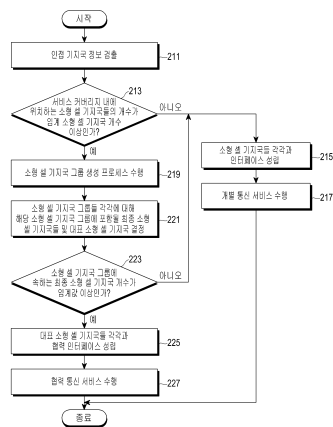 시작
인접 기지국 정보 검출
211
213
서비스 커버리지 내에
위치하는 소형 셀 기지국들의 개수가
임계 소형 셀 기지국 개수
이상인가?
아니오
예
소형 셀 기지국들 각각과
인터페이스 성립
215
소형 셀 기지국 그룹 생성 프로세스 수행
219
개별 통신 서비스 수행
217
소형 셀 기지국 그룹들 각각에 대해
해당 소형 셀 기지국 그룹에 포함될 최종 소형
셀 기지국들 및 대표 소형 셀 기지국 결정
221
223
소형 셀 기지국 그룹에
속하는 최종 소형 셀 기지국 개수가
임계값 이상인가?
아니오
예
대표 소형 셀 기지국들 각각과
협력 인터페이스 성립
225
협력 통신 서비스 수행
227
종료